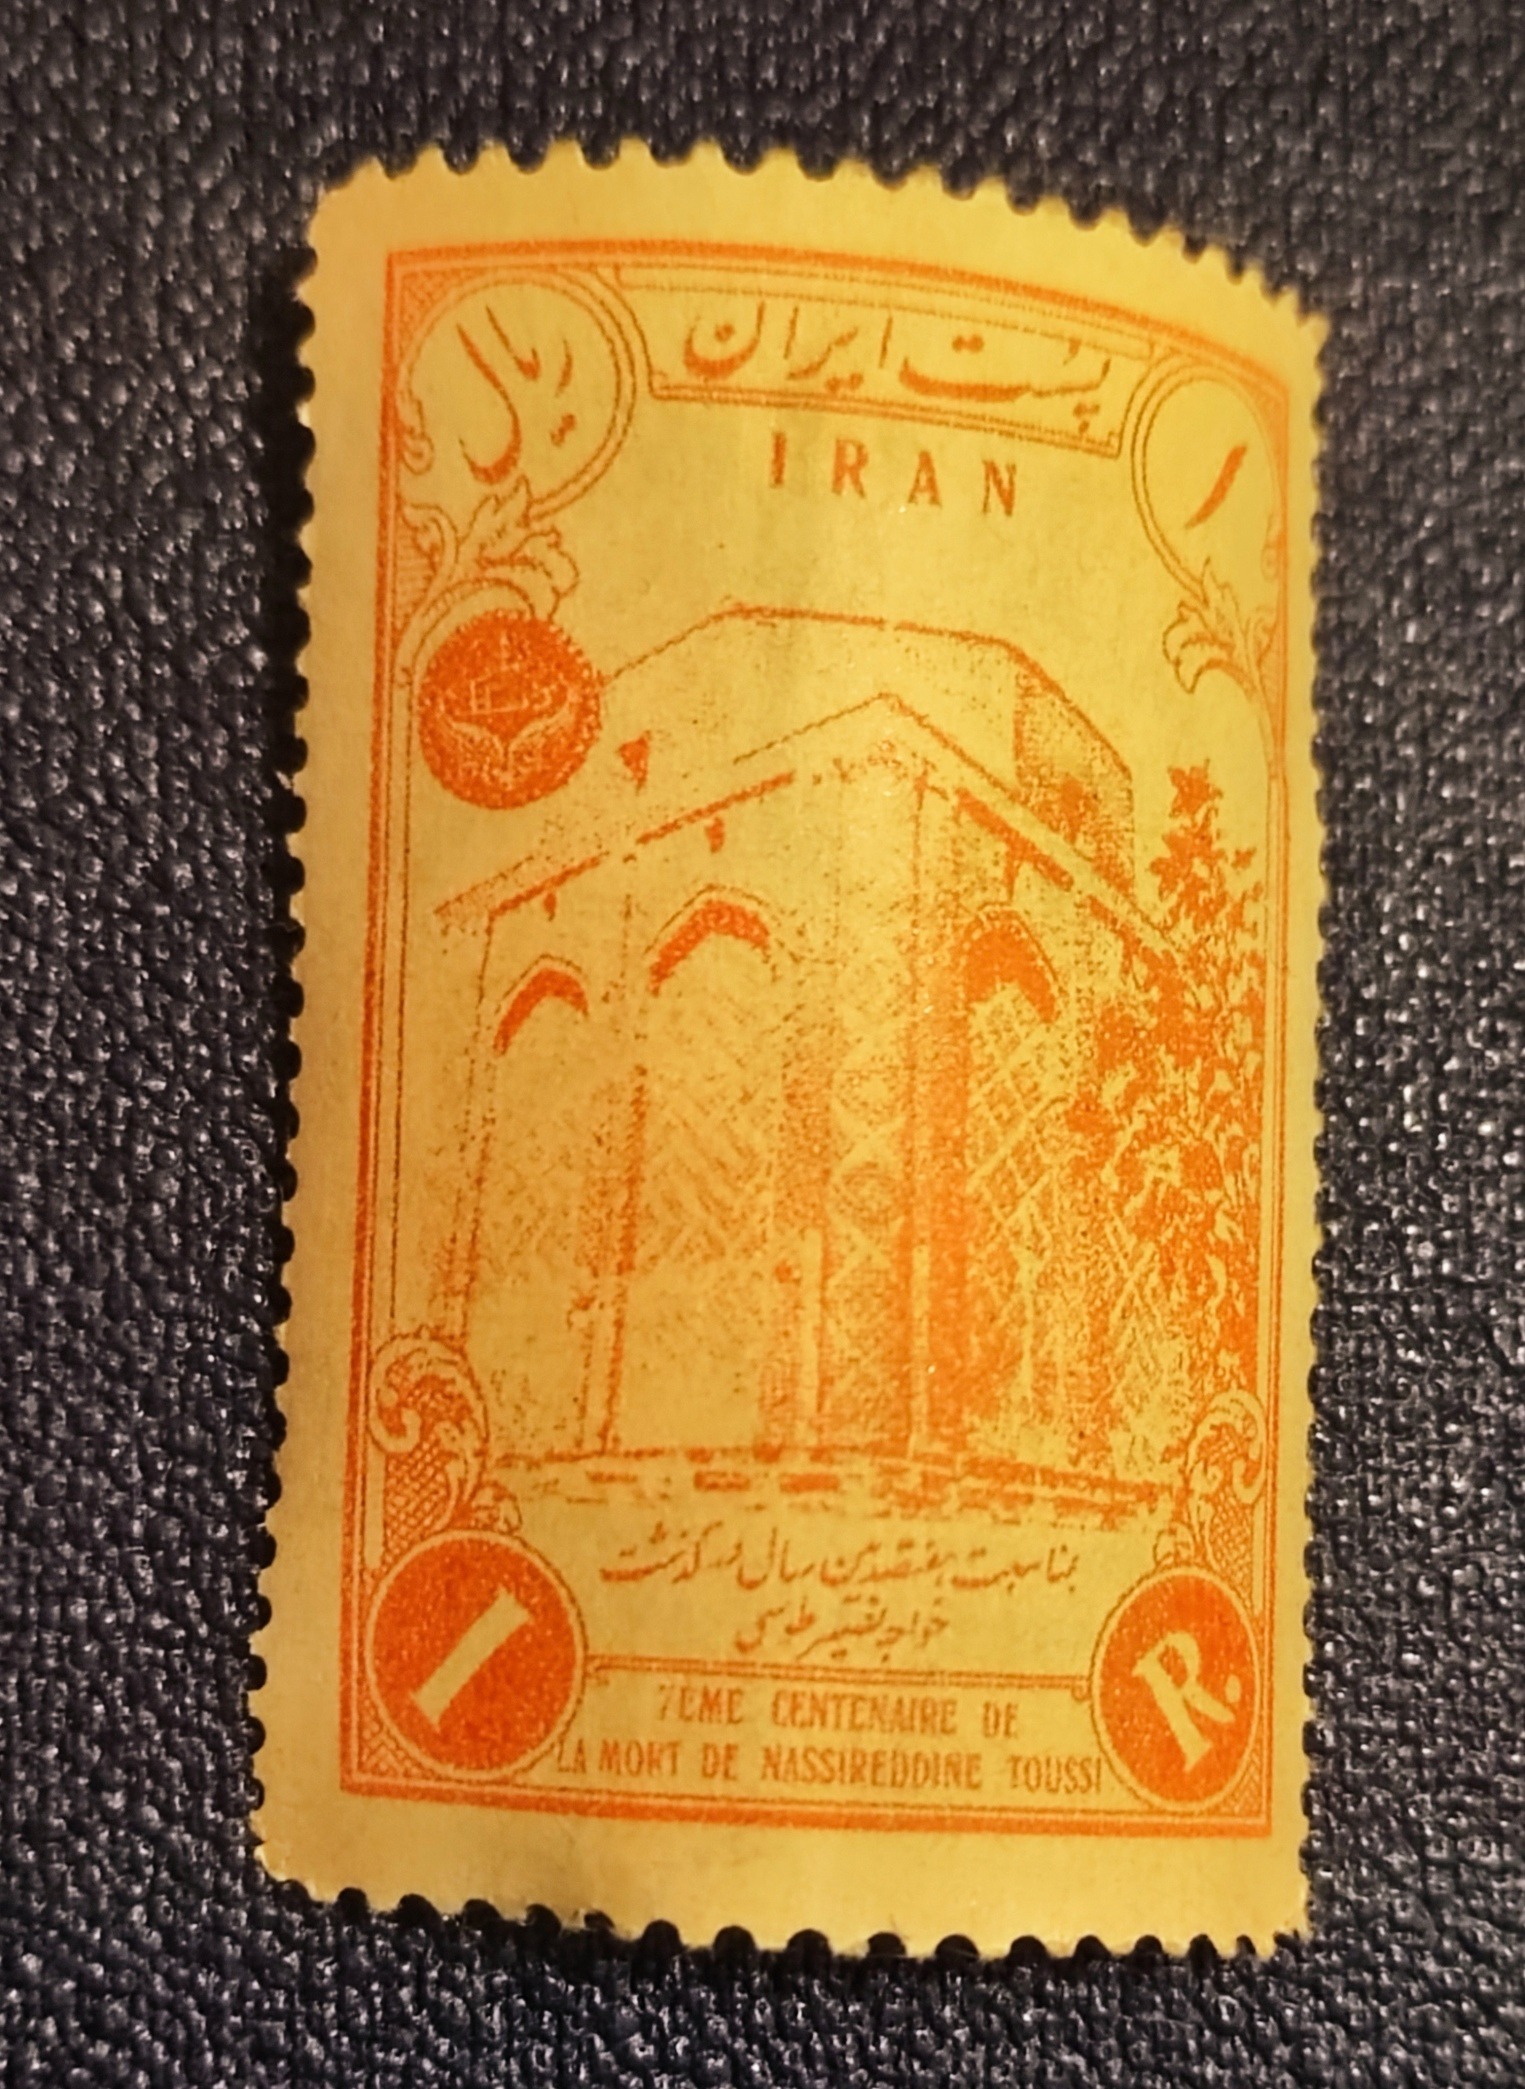 پست ایران
۱ ریال
IRAN
بمناسبت هفتصدمین سال درگذشت
خواجه نصیر طوسی
7EME CENTENAIRE DE
LA MORT DE NASSIREDDINE TOUSSI
1 R.